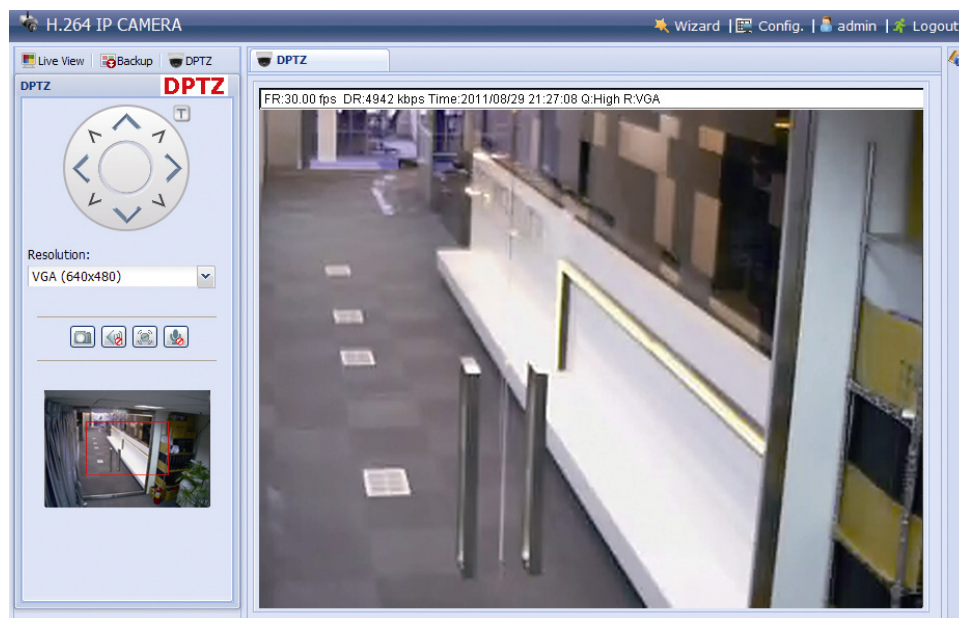 H.264 IP CAMERA
Wizard | Config. | admin | Logout
Live View Backup DPTZ
DPTZ
DPTZ DPTZ
T
FR:30.00 fps DR:4942 kbps Time:2011/08/29 21:27:08 Q:High R:VGA
Resolution:
VGA (640x480)